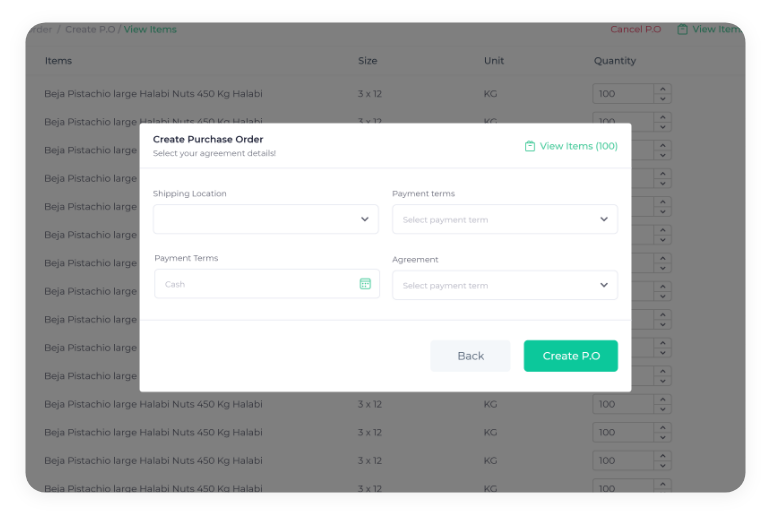 order / Create P.O / View Items Cancel P.O View Items
Items Size Unit Quantity
Beja Pistachio large Halabi Nuts 450 Kg Halabi 3 x 12 KG 100
Beja Pistachio large Halabi Nuts 450 Kg Halabi 3 x 12 KG 100
Beja Pistachio large
Create Purchase Order
Select your agreement details!
View Items (100)
Beja Pistachio large
Beja Pistachio large
Shipping Location Payment terms
Select payment term
Beja Pistachio large
Beja Pistachio large
Payment Terms Agreement
Cash Select payment term
Beja Pistachio large
Beja Pistachio large
Beja Pistachio large
Back Create P.O
Beja Pistachio large
Beja Pistachio large Halabi Nuts 450 Kg Halabi 3 x 12 KG 100
Beja Pistachio large Halabi Nuts 450 Kg Halabi 3 x 12 KG 100
Beja Pistachio large Halabi Nuts 450 Kg Halabi 3 x 12 KG 100
Beja Pistachio large Halabi Nuts 450 Kg Halabi 3 x 12 KG 100